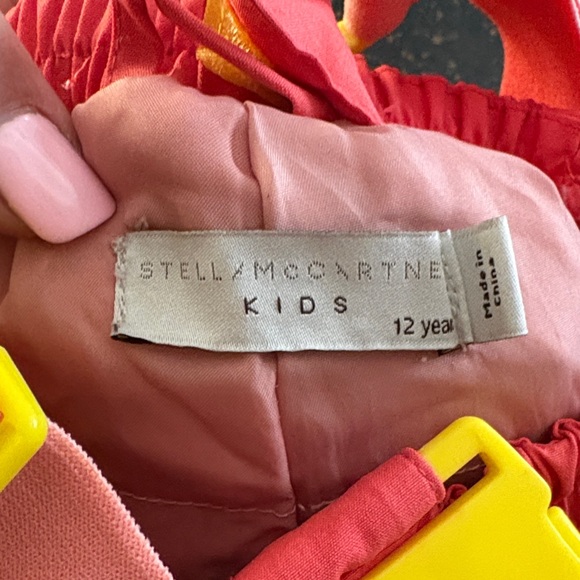 STELLA McCARTNE
KIDS
12 year
Made in
China